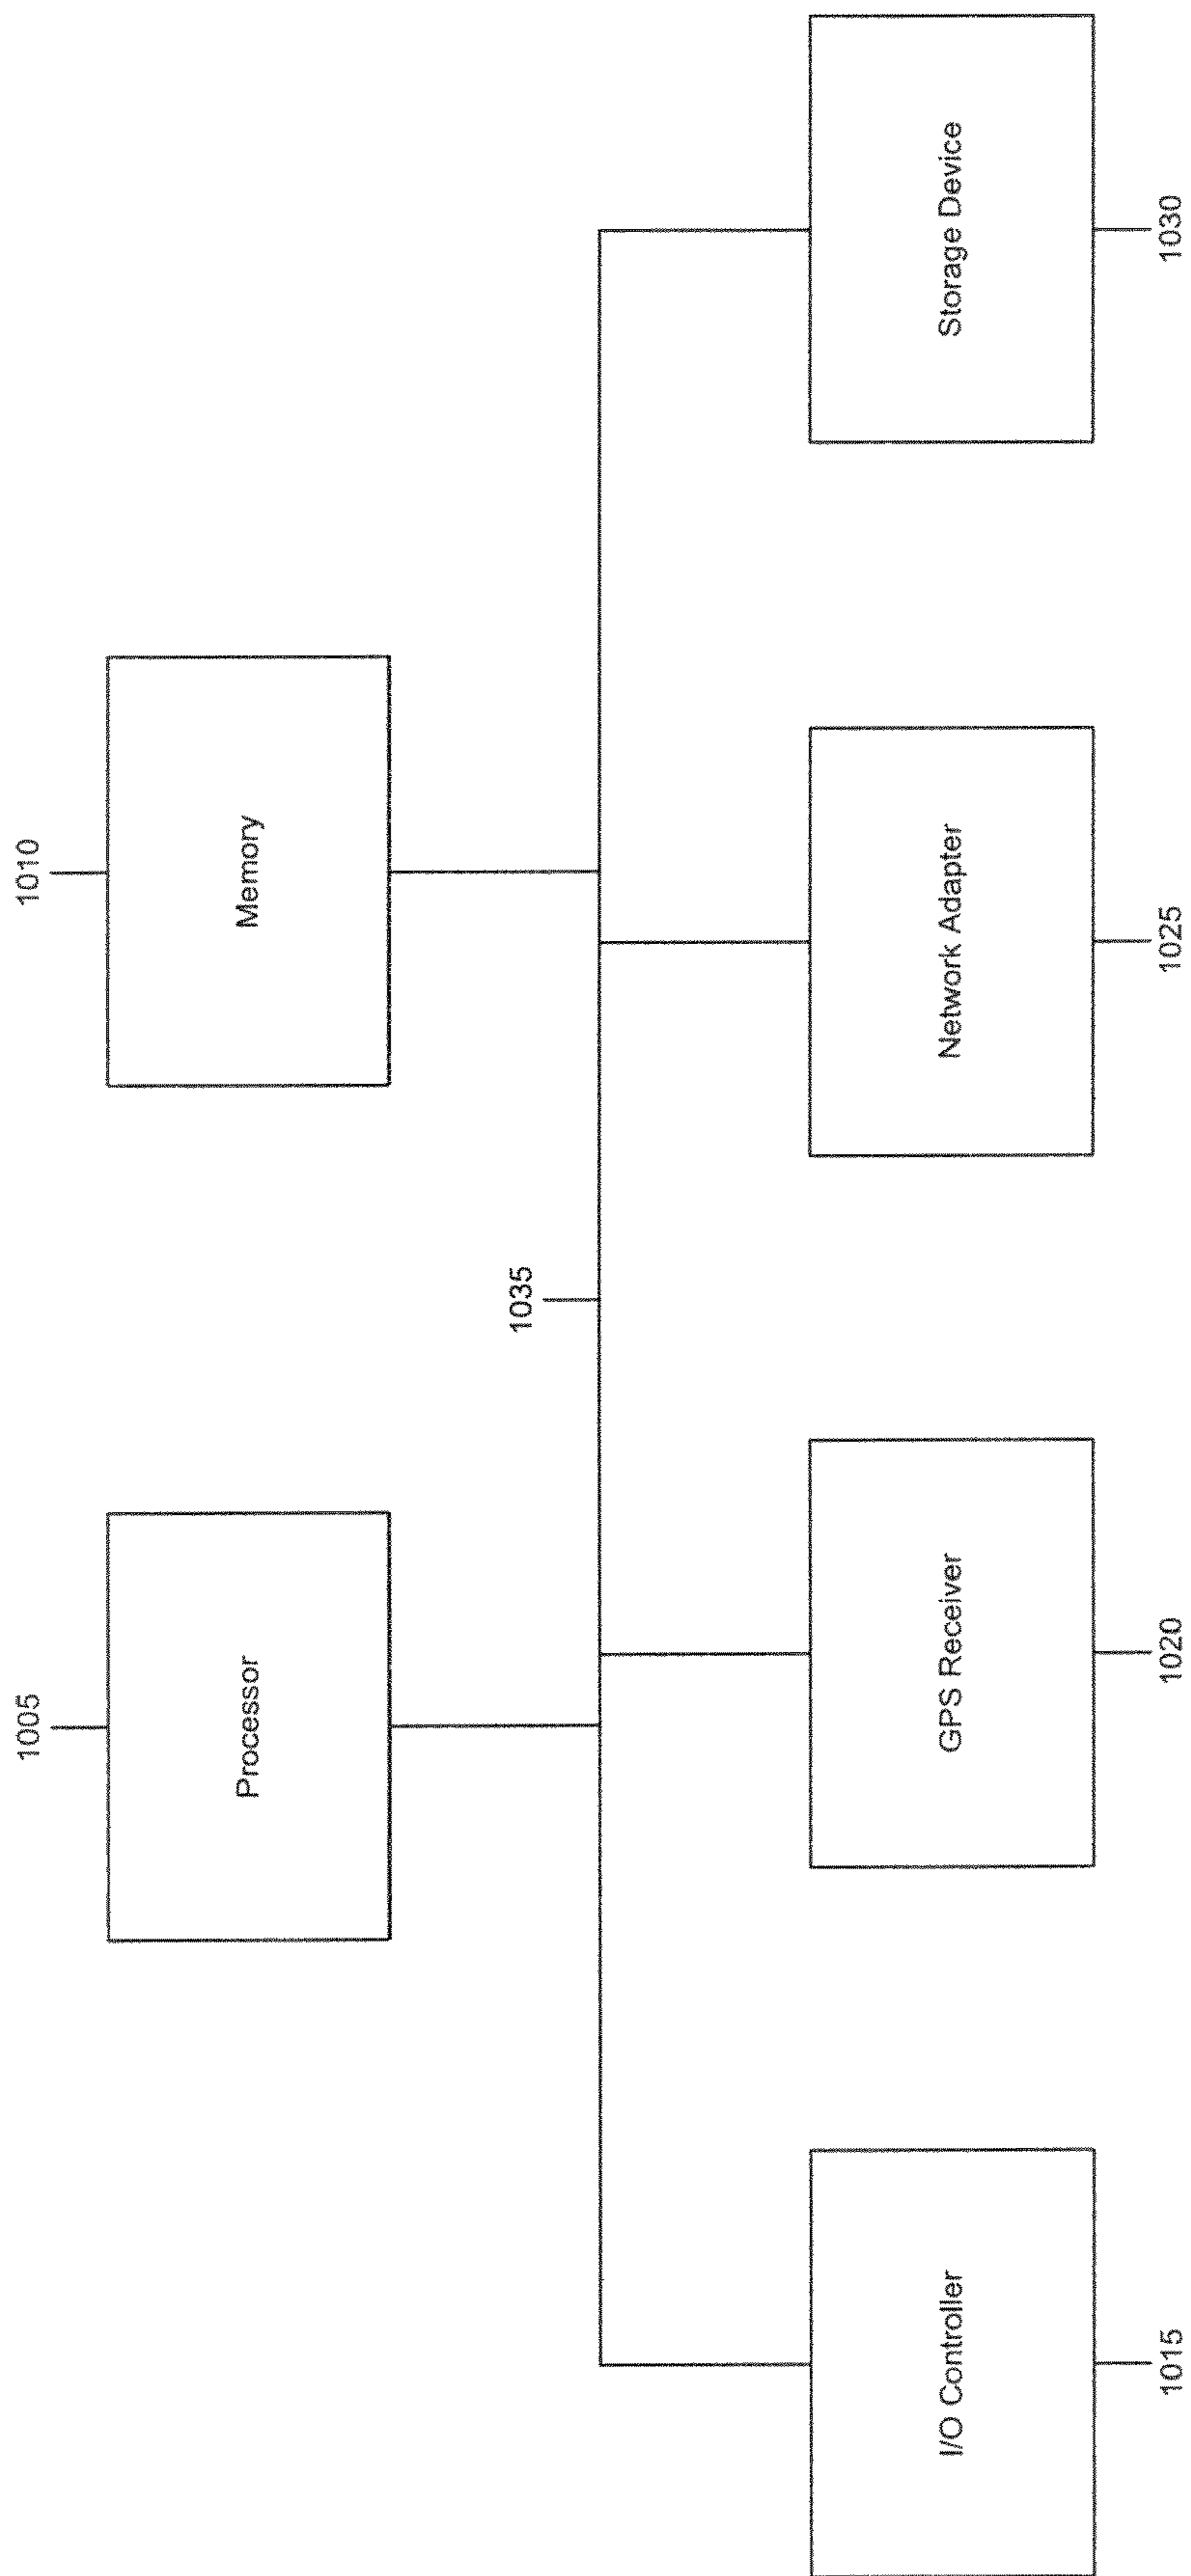 1005
1010
Processor
Memory
1035
I/O Controller
GPS Receiver
Network Adapter
Storage Device
1015
1020
1025
1030